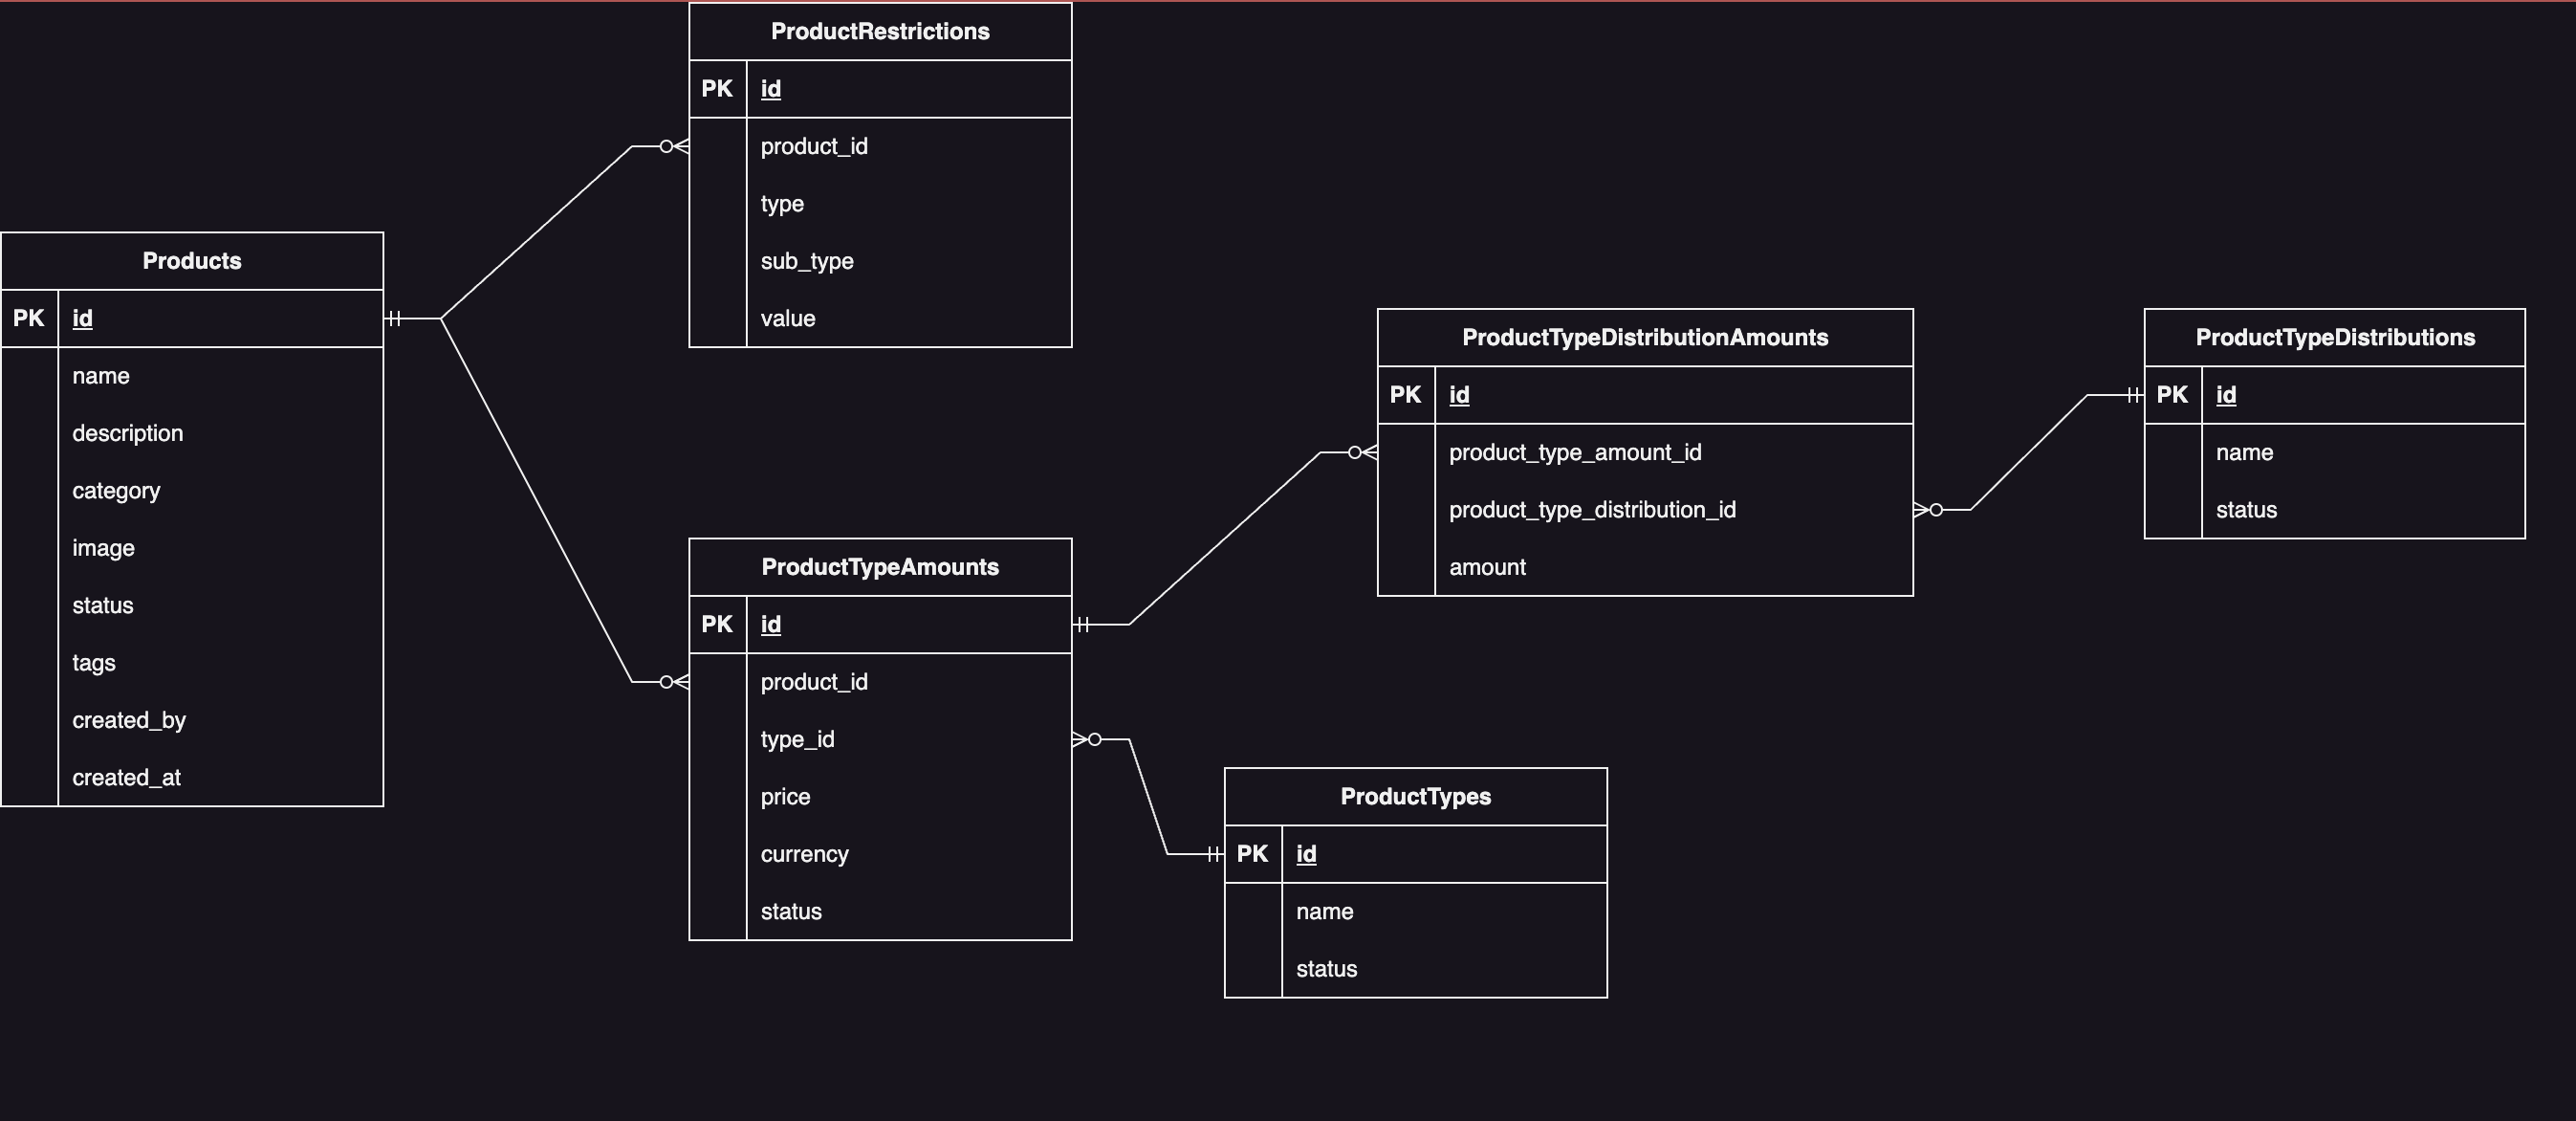 ProductRestrictions
PK id
product_id
type
sub_type
value
Products
PK id
name
description
category
image
status
tags
created_by
created_at
ProductTypeAmounts
PK id
product_id
type_id
price
currency
status
ProductTypeDistributionAmounts
PK id
product_type_amount_id
product_type_distribution_id
amount
ProductTypeDistributions
PK id
name
status
ProductTypes
PK id
name
status